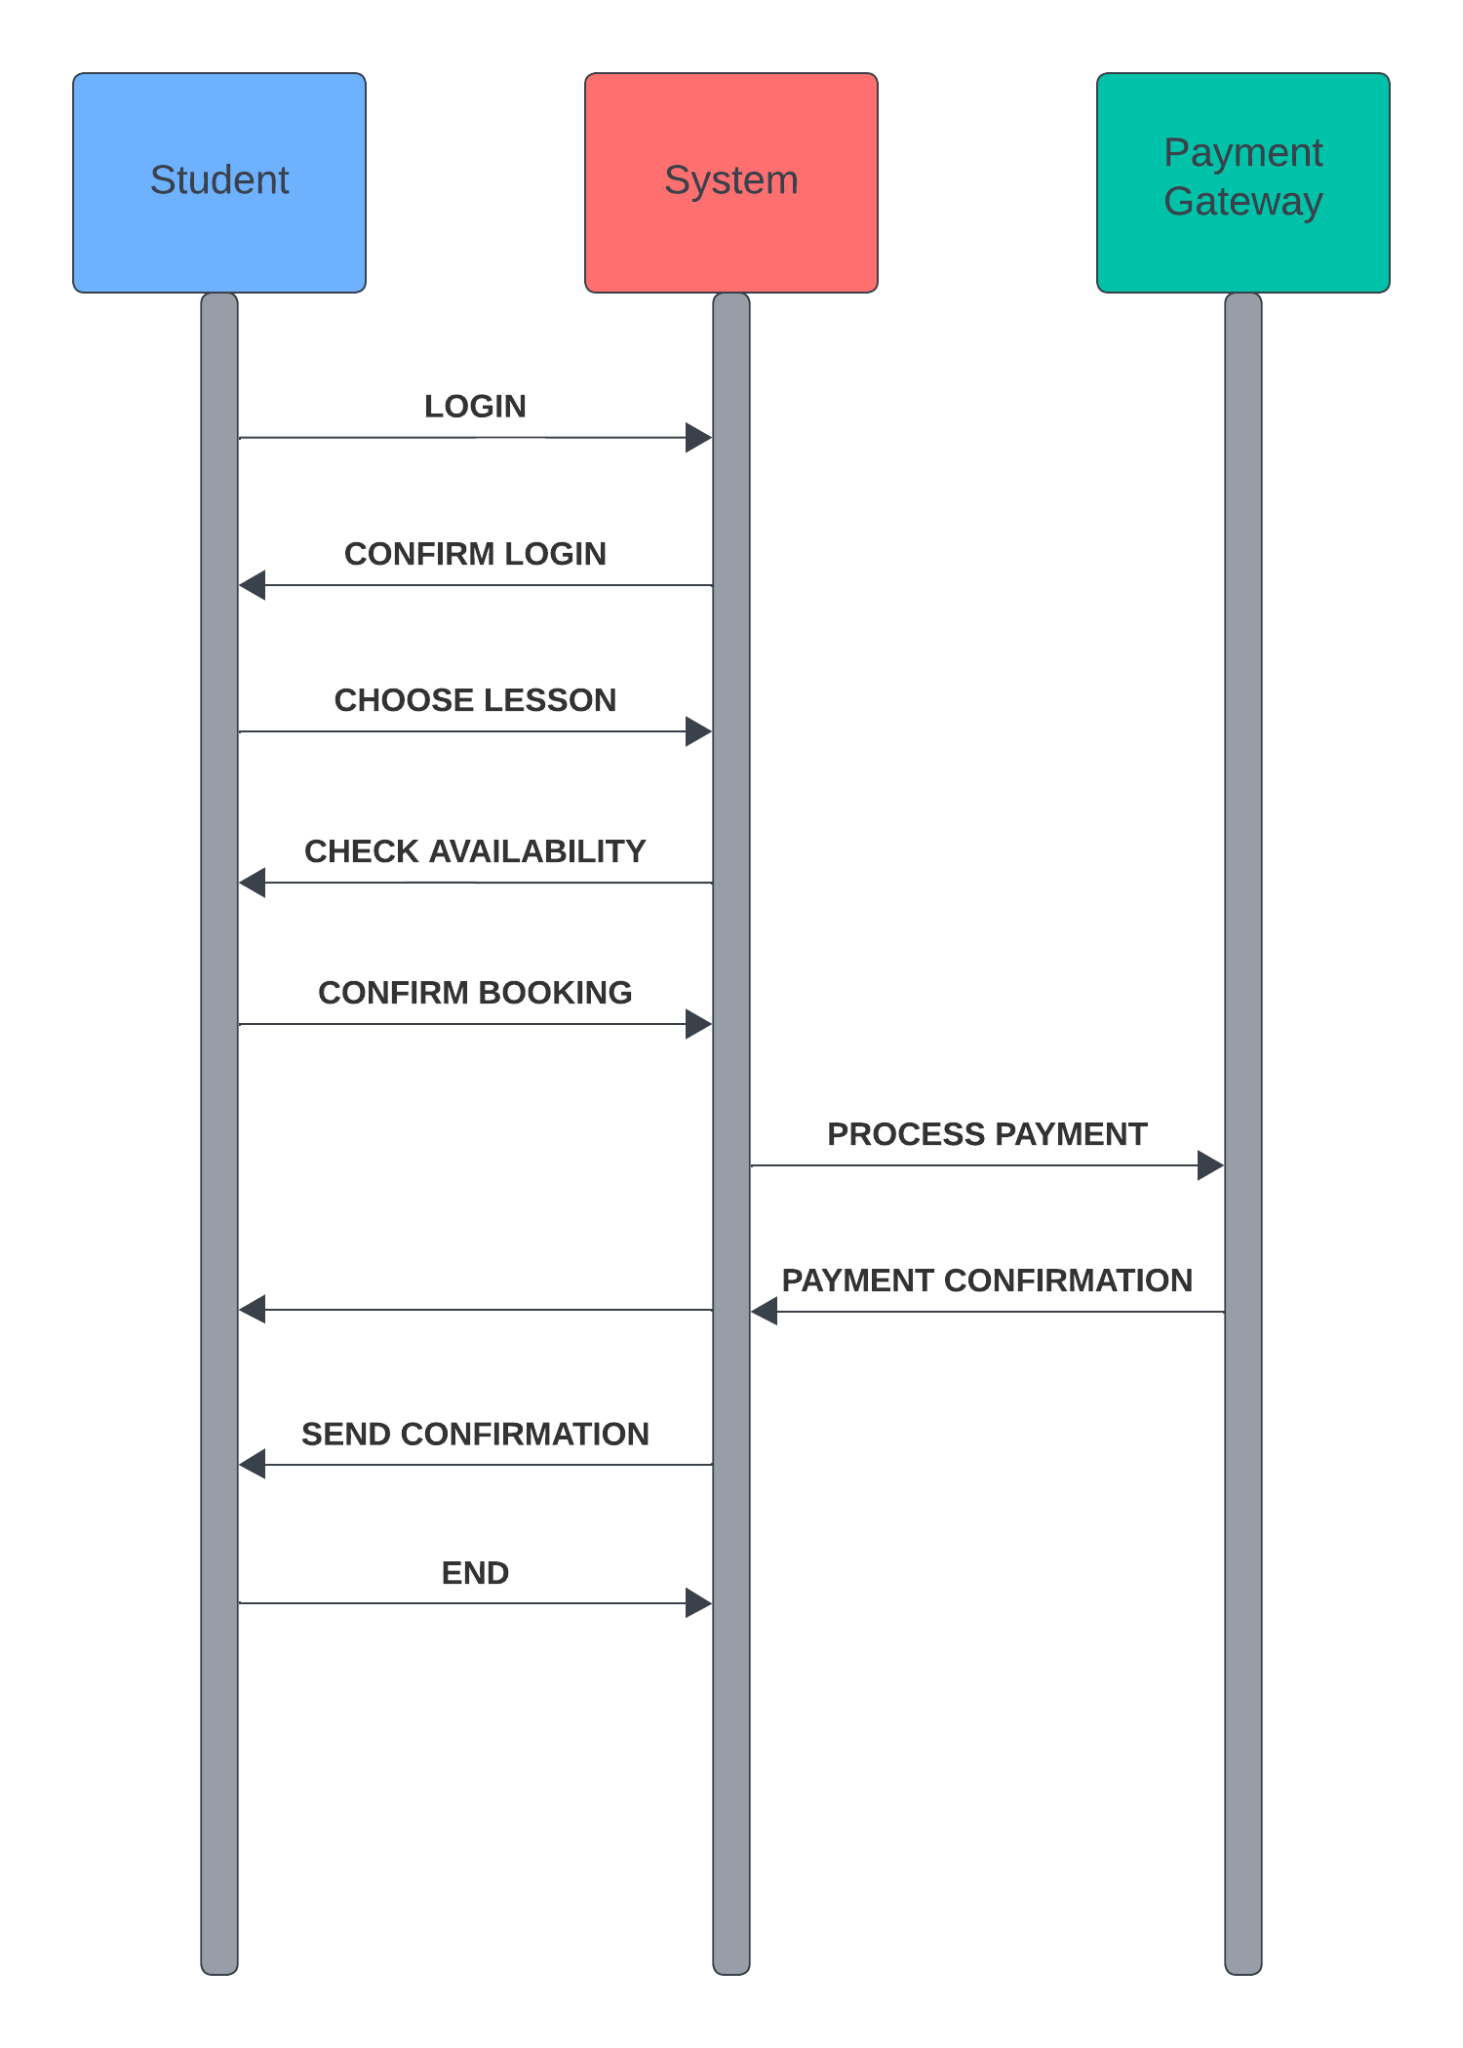 Student
System
Payment
Gateway
LOGIN
CONFIRM LOGIN
CHOOSE LESSON
CHECK AVAILABILITY
CONFIRM BOOKING
PROCESS PAYMENT
PAYMENT CONFIRMATION
SEND CONFIRMATION
END